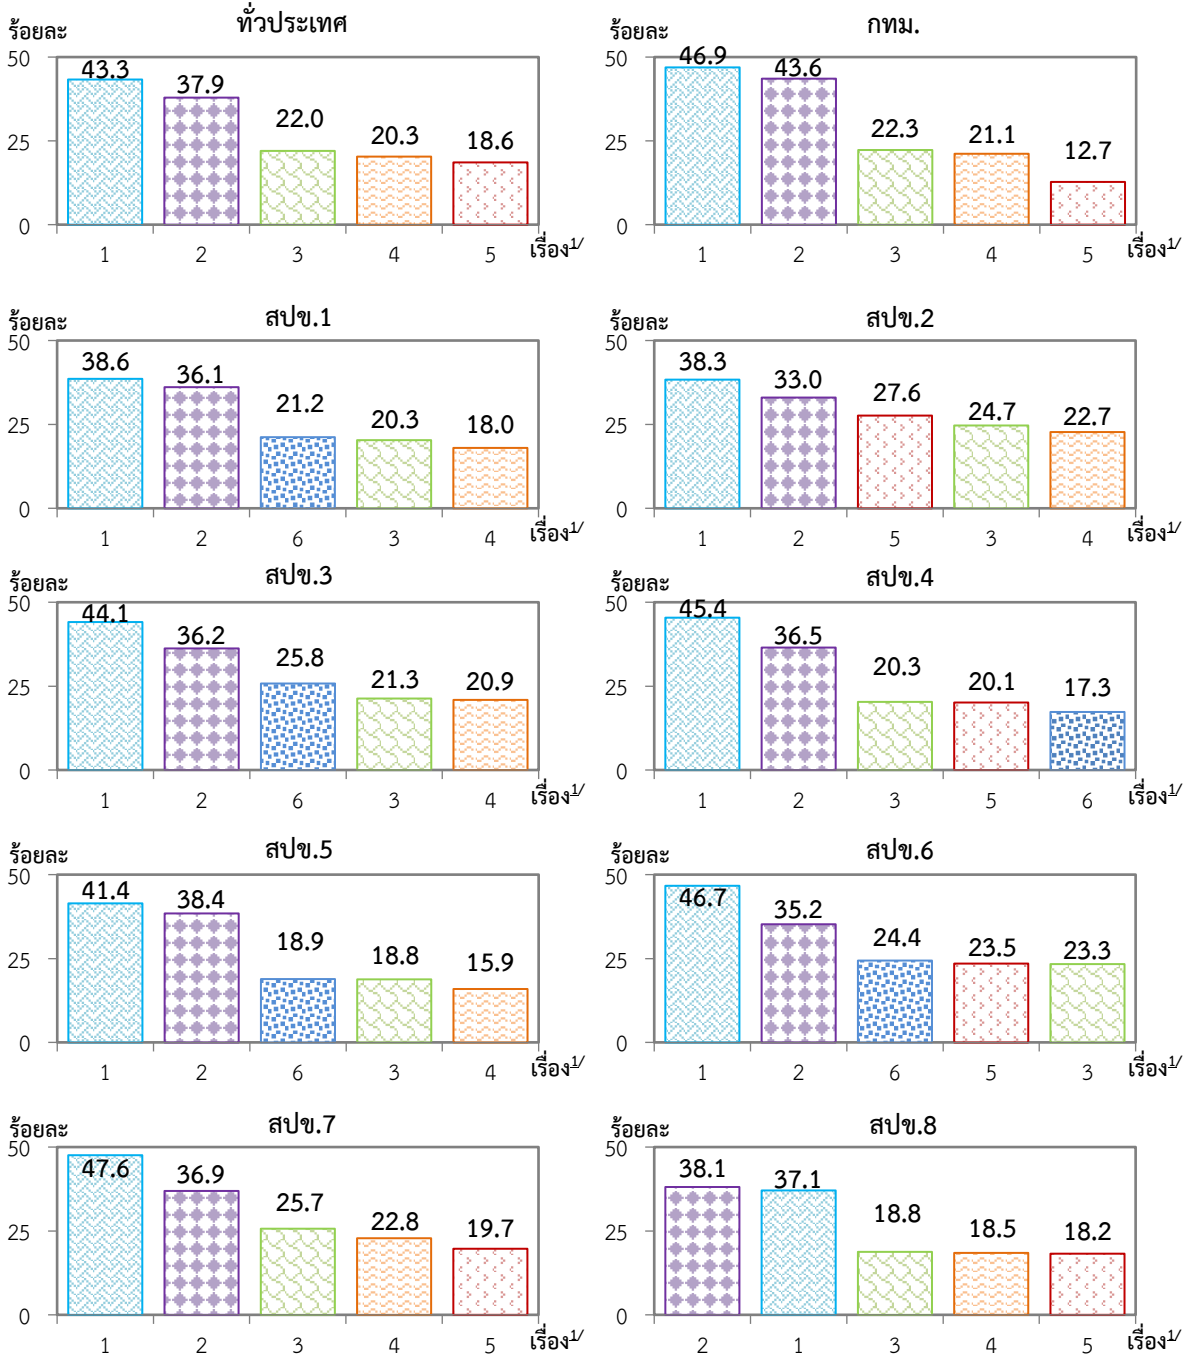 ทั่วประเทศ
ร้อยละ
50
25
0
43.3 37.9 22.0 20.3 18.6
1 2 3 4 5 เรื่อง1/
กทม.
ร้อยละ
50
25
0
46.9 43.6 22.3 21.1 12.7
1 2 3 4 5 เรื่อง1/
สปข.1
ร้อยละ
50
25
0
38.6 36.1 21.2 20.3 18.0
1 2 6 3 4 เรื่อง1/
สปข.2
ร้อยละ
50
25
0
38.3 33.0 27.6 24.7 22.7
1 2 5 3 4 เรื่อง1/
สปข.3
ร้อยละ
50
25
0
44.1 36.2 25.8 21.3 20.9
1 2 6 3 4 เรื่อง1/
สปข.4
ร้อยละ
50
25
0
45.4 36.5 20.3 20.1 17.3
1 2 3 5 6 เรื่อง1/
สปข.5
ร้อยละ
50
25
0
41.4 38.4 18.9 18.8 15.9
1 2 6 3 4 เรื่อง1/
สปข.6
ร้อยละ
50
25
0
46.7 35.2 24.4 23.5 23.3
1 2 6 5 3 เรื่อง1/
สปข.7
ร้อยละ
50
25
0
47.6 36.9 25.7 22.8 19.7
1 2 3 4 5 เรื่อง1/
สปข.8
ร้อยละ
50
25
0
38.1 37.1 18.8 18.5 18.2
2 1 3 4 5 เรื่อง1/